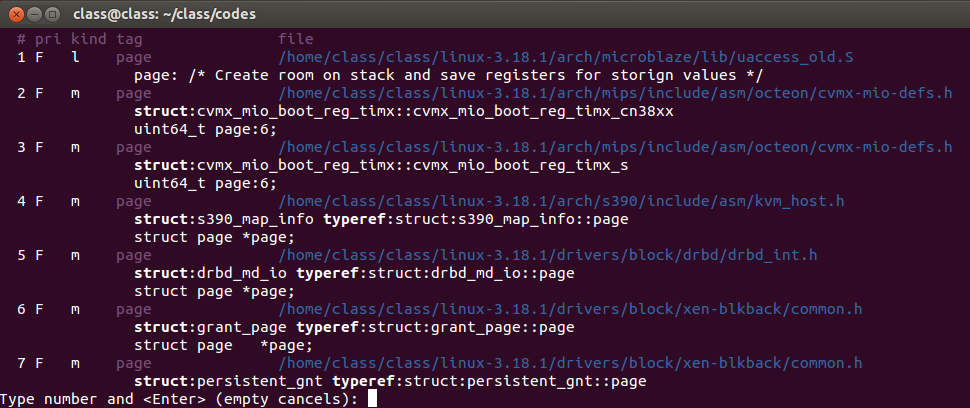 class@class: ~/class/codes
# pri kind tag file
1 F l page /home/class/class/linux-3.18.1/arch/microblaze/lib/uaccess_old.S
page: /* Create room on stack and save registers for storign values */
2 F m page /home/class/class/linux-3.18.1/arch/mips/include/asm/octeon/cvmx-mio-defs.h
struct:cvmx_mio_boot_reg_timx::cvmx_mio_boot_reg_timx_cn38xx
uint64_t page:6;
3 F m page /home/class/class/linux-3.18.1/arch/mips/include/asm/octeon/cvmx-mio-defs.h
struct:cvmx_mio_boot_reg_timx::cvmx_mio_boot_reg_timx_s
uint64_t page:6;
4 F m page /home/class/class/linux-3.18.1/arch/s390/include/asm/kvm_host.h
struct:s390_map_info typeref:struct:s390_map_info::page
struct page *page;
5 F m page /home/class/class/linux-3.18.1/drivers/block/drbd/drbd_int.h
struct:drbd_md_io typeref:struct:drbd_md_io::page
struct page *page;
6 F m page /home/class/class/linux-3.18.1/drivers/block/xen-blkback/common.h
struct:grant_page typeref:struct:grant_page::page
struct page   *page;
7 F m page /home/class/class/linux-3.18.1/drivers/block/xen-blkback/common.h
struct:persistent_gnt typeref:struct:persistent_gnt::page
Type number and <Enter> (empty cancels):